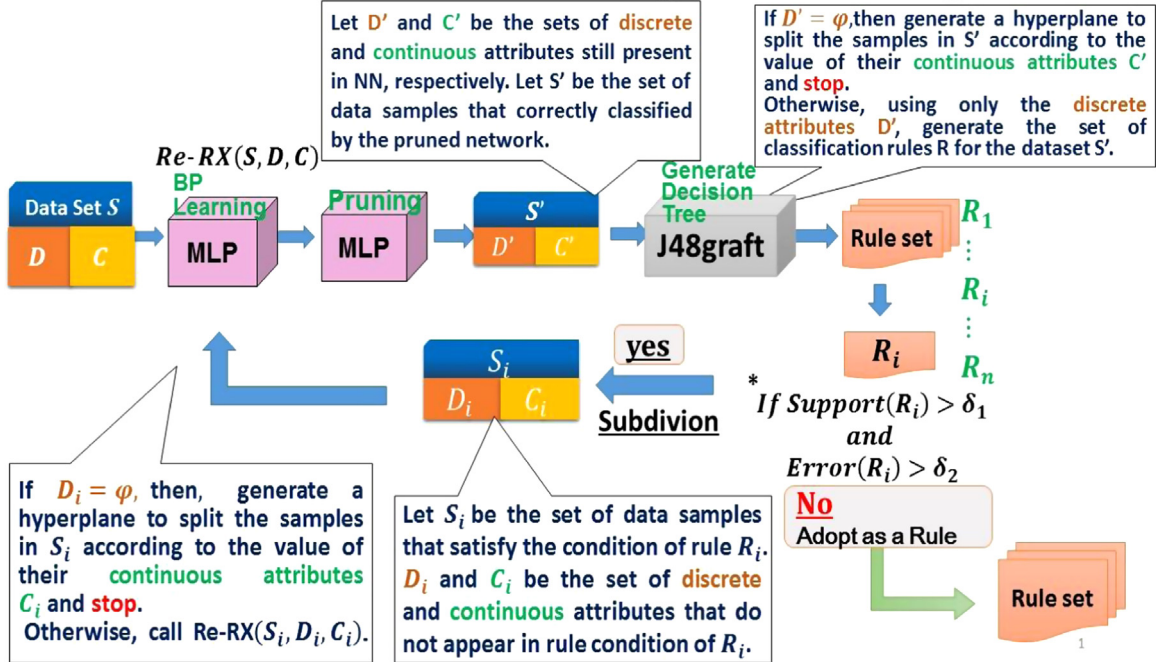 Let D′ and C′ be the sets of discrete
and continuous attributes still present
in NN, respectively. Let S’ be the set of
data samples that correctly classified
by the pruned network.
If D′ = φ,then generate a hyperplane to
split the samples in S’ according to the
value of their continuous attributes C’
and stop.
Otherwise, using only the discrete
attributes D’, generate the set of
classification rules R for the dataset S’.
Re-RX(S, D, C)
Data Set S
D
C
BP
Learning
MLP
Pruning
MLP
S′
D′
C′
Generate
Decision
Tree
J48graft
Rule set
R1
⋮
Ri
⋮
Rn
Ri
*
If Support(Ri) > δ1
and
Error(Ri) > δ2
yes
Subdivion
Si
Di
Ci
No
Adopt as a Rule
Rule set
If Di = φ, then, generate a
hyperplane to split the samples
in Si according to the value of
their continuous attributes
Ci and stop.
Otherwise, call Re-RX(Si, Di, Ci).
Let Si be the set of data samples
that satisfy the condition of rule Ri.
Di and Ci be the set of discrete
and continuous attributes that do
not appear in rule condition of Ri.
1